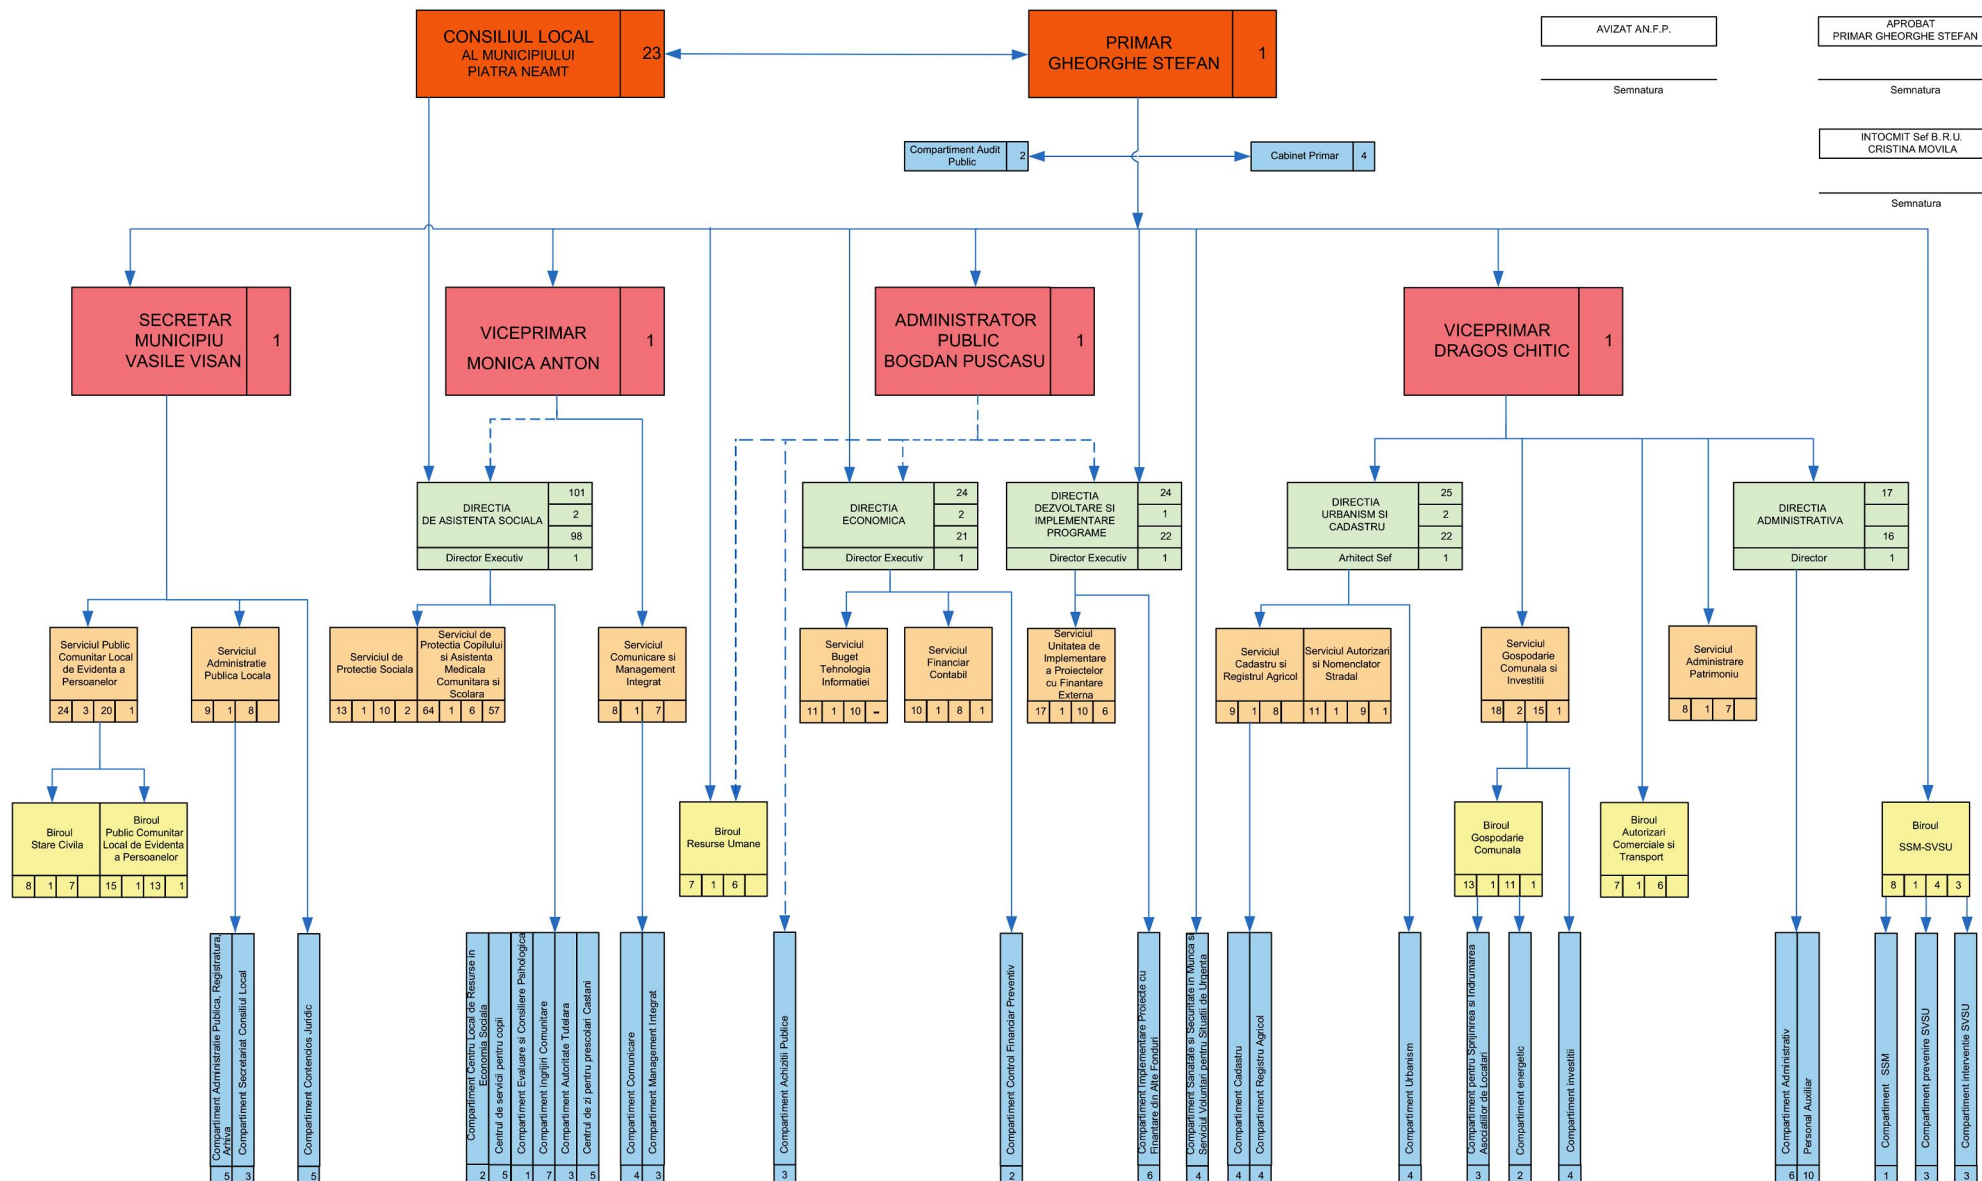 CONSILIUL LOCAL
AL MUNICIPIULUI
PIATRA NEAMT
23
PRIMAR
GHEORGHE STEFAN
1
AVIZAT AN.F.P.
Semnatura
APROBAT
PRIMAR GHEORGHE STEFAN
Semnatura
INTOCMIT Sef B.R.U.
CRISTINA MOVILA
Semnatura
Compartiment Audit
Public
2
Cabinet Primar
4
SECRETAR
MUNICIPIU
VASILE VISAN
1
VICEPRIMAR
MONICA ANTON
1
ADMINISTRATOR
PUBLIC
BOGDAN PUSCASU
1
VICEPRIMAR
DRAGOS CHITIC
1
DIRECTIA
DE ASISTENTA SOCIALA
101
2
98
Director Executiv
1
DIRECTIA
ECONOMICA
24
2
21
Director Executiv
1
DIRECTIA
DEZVOLTARE SI
IMPLEMENTARE
PROGRAME
24
1
22
Director Executiv
1
DIRECTIA
URBANISM SI
CADASTRU
25
2
22
Arhitect Sef
1
DIRECTIA
ADMINISTRATIVA
17
16
Director
1
Serviciul Public
Comunitar Local
de Evidenta a
Persoanelor
24 3 20 1
Serviciul
Administratie
Publica Locala
9 1 8
Serviciul de
Protectie Sociala
13 1 10 2
Serviciul de
Protectia Copilului
si Asistenta
Medicala
Comunitara si
Scolara
64 1 6 57
Serviciul
Comunicare si
Management
Integrat
8 1 7
Serviciul
Buget
Tehnologia
Informatiei
11 1 10 -
Serviciul
Financiar
Contabil
10 1 8 1
Serviciul
Unitatea de
Implementare
a Proiectelor
cu Finantare
Externa
17 1 10 6
Serviciul
Cadastru si
Registrul Agricol
9 1 8
Serviciul Autorizari
si Nomenclator
Stradal
11 1 9 1
Serviciul
Gospodarie
Comunala si
Investitii
18 2 15 1
Serviciul
Administrare
Patrimoniu
8 1 7
Biroul
Stare Civila
8 1 7
Biroul
Public Comunitar
Local de Evidenta
a Persoanelor
15 1 13 1
Biroul
Resurse Umane
7 1 6
Biroul
Gospodarie
Comunala
13 1 11 1
Biroul
Autorizari
Comerciale si
Transport
7 1 6
Biroul
SSM-SVSU
8 1 4 3
Compartiment Administratie Publica, Registratura,
Arhiva
5
Compartiment Secretariat Consiliul Local
3
Compartiment Contencios Juridic
5
Compartiment Centru Local de Resurse in
Economia Sociala
2
Centrul de servicii pentru copii
5
Compartiment Evaluare si Consiliere Psihologica
1
Compartiment Ingrijiri Comunitare
7
Compartiment Autoritate Tutelara
3
Centrul de zi pentru prescolari Castani
5
Compartiment Comunicare
4
Compartiment Management Integrat
3
Compartiment Achizitii Publice
3
Compartiment Control Financiar Preventiv
2
Compartiment Implementare Proiecte cu
Finantare din Alte Fonduri
6
Compartiment Sanatate si Securitate in Munca si
Serviciul Voluntari pentru Situatii de Urgenta
4
Compartiment Cadastru
4
Compartiment Registru Agricol
4
Compartiment Urbanism
4
Compartiment pentru Sprijinirea si Indrumarea
Asociatiilor de Locatari
3
Compartiment energetic
2
Compartiment investitii
4
Compartiment Administrativ
6
Personal Auxiliar
10
Compartiment SSM
1
Compartiment prevenire SVSU
3
Compartiment interventie SVSU
3